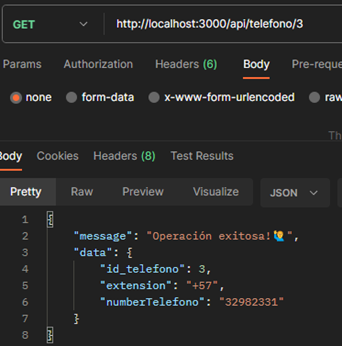 GET http://localhost:3000/api/telefono/3
Params Authorization Headers (6) Body Pre-reque
none form-data x-www-form-urlencoded raw
Th
Body Cookies Headers (8) Test Results
Pretty Raw Preview Visualize JSON
1 {
2 "message": "Operación exitosa!🙋‍♂️",
3 "data": {
4 "id_telefono": 3,
5 "extension": "+57",
6 "numberTelefono": "32982331"
7 }
8 }